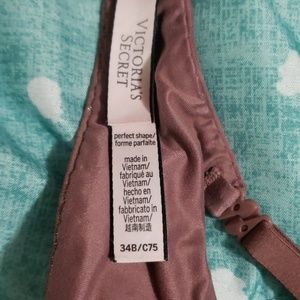 VICTORIA'S
SECRET
perfect shape/
forme parfaite
made in
Vietnam/
fabriqué au
Vietnam/
hecho en
Vietnam/
fabbricato in
Vietnam/
越南制造
34B/C75